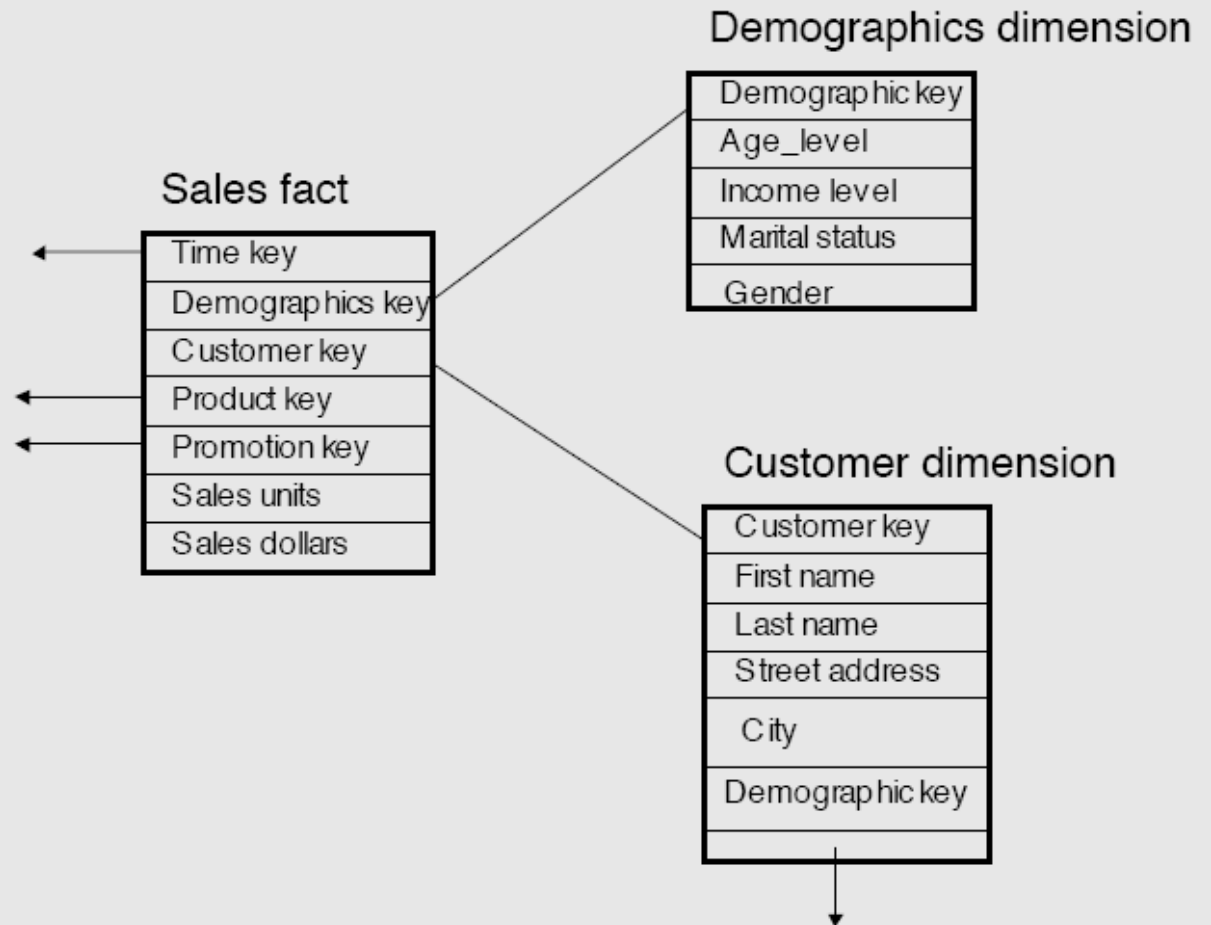 Demographics dimension
Demographic key
Age_level
Income level
Marital status
Gender
Sales fact
Time key
Demographics key
Customer key
Product key
Promotion key
Sales units
Sales dollars
Customer dimension
Customer key
First name
Last name
Street address
City
Demographic key